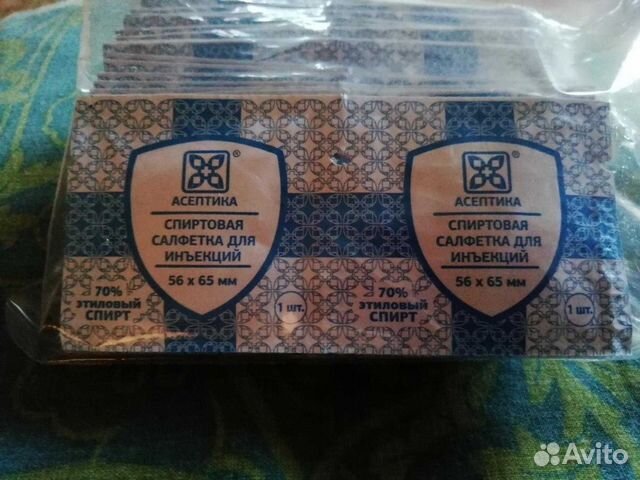 ®
АСЕПТИКА
СПИРТОВАЯ
САЛФЕТКА ДЛЯ
ИНЪЕКЦИЙ
56 х 65 мм
70%
ЭТИЛОВЫЙ
СПИРТ
1 шт.
®
АСЕПТИКА
СПИРТОВАЯ
САЛФЕТКА ДЛЯ
ИНЪЕКЦИЙ
56 х 65 мм
70%
ЭТИЛОВЫЙ
СПИРТ
1 шт.
Avito